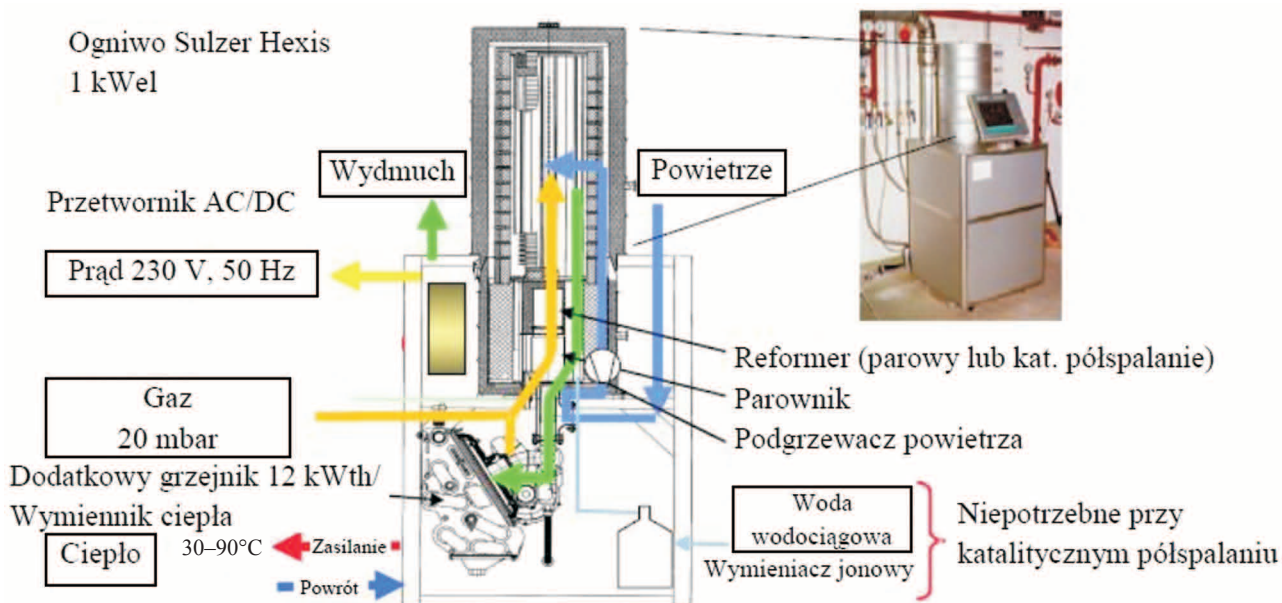 Ogniwo Sulzer Hexis
1 kWel
Wydmuch
Powietrze
Przetwornik AC/DC
Prąd 230 V, 50 Hz
Reformer (parowy lub kat. półspalanie)
Parownik
Podgrzewacz powietrza
Gaz
20 mbar
Dodatkowy grzejnik 12 kWth/
Wymiennik ciepła
Ciepło
30–90°C
Zasilanie
Powrót
Woda
wodociągowa
Wymieniacz jonowy
Niepotrzebne przy
katalitycznym półspalaniu